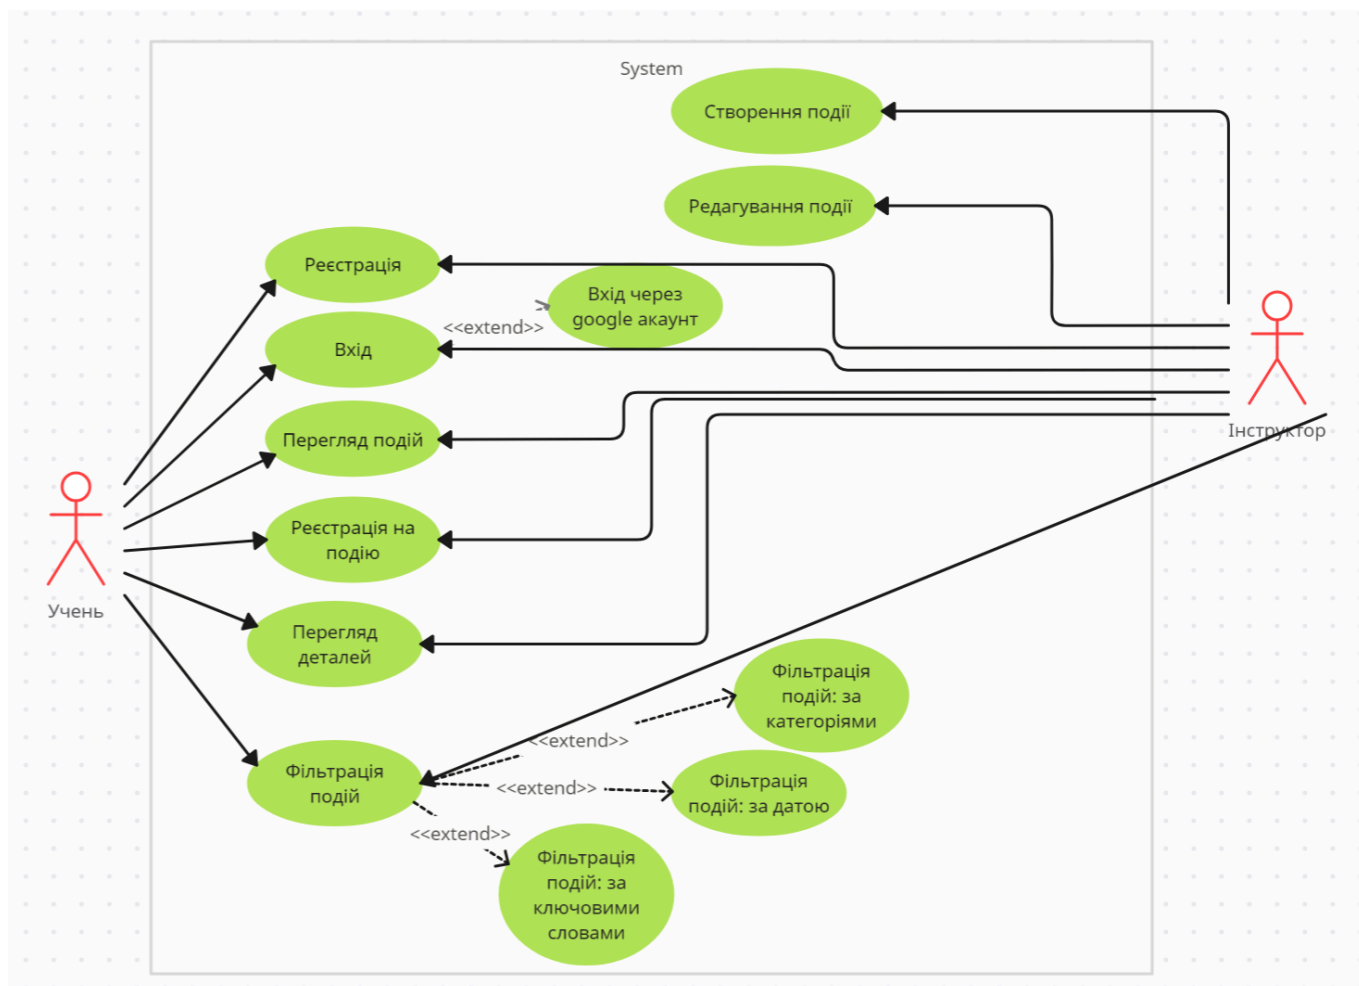 System
Створення події
Редагування події
Реєстрація
Вхід через
google акаунт
<<extend>>
Вхід
Перегляд подій
Інструктор
Реєстрація на
подію
Учень
Перегляд
деталей
Фільтрація
подій: за
категоріями
<<extend>>
Фільтрація
подій
<<extend>>
Фільтрація
подій: за датою
<<extend>>
Фільтрація
подій: за
ключовими
словами